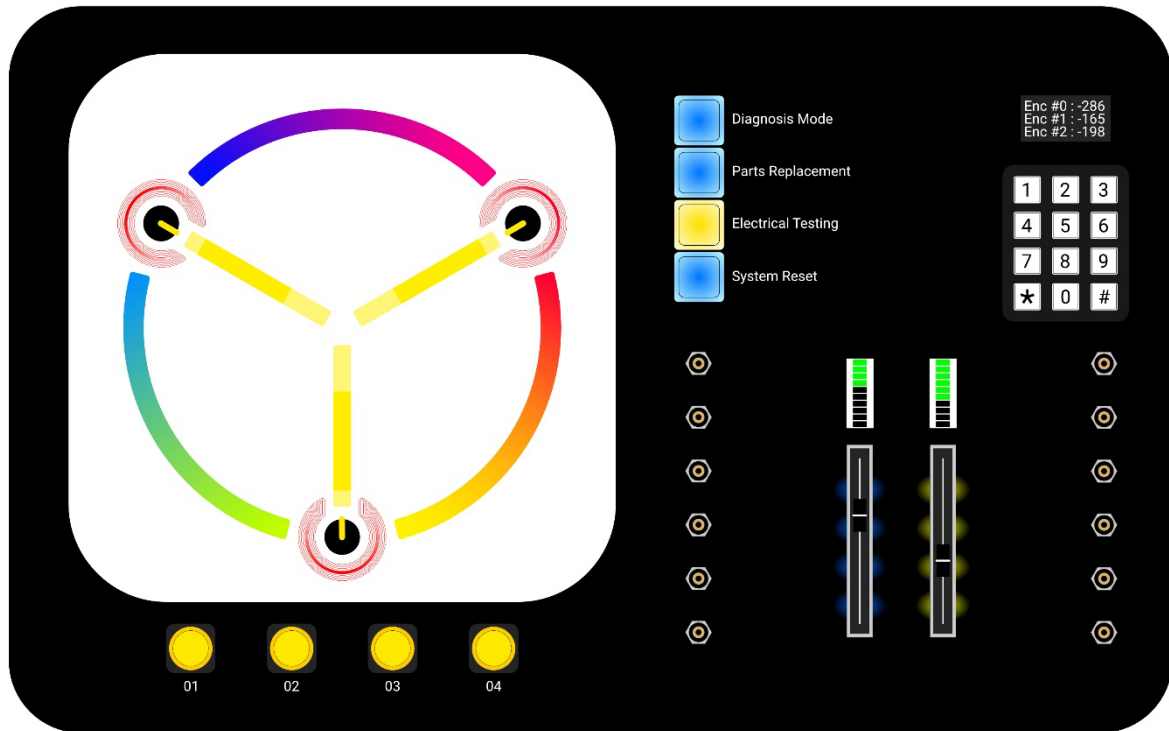 Diagnosis Mode
Parts Replacement
Electrical Testing
System Reset
Enc #0 : -286
Enc #1 : -165
Enc #2 : -198
1 2 3
4 5 6
7 8 9
* 0 #
01 02 03 04